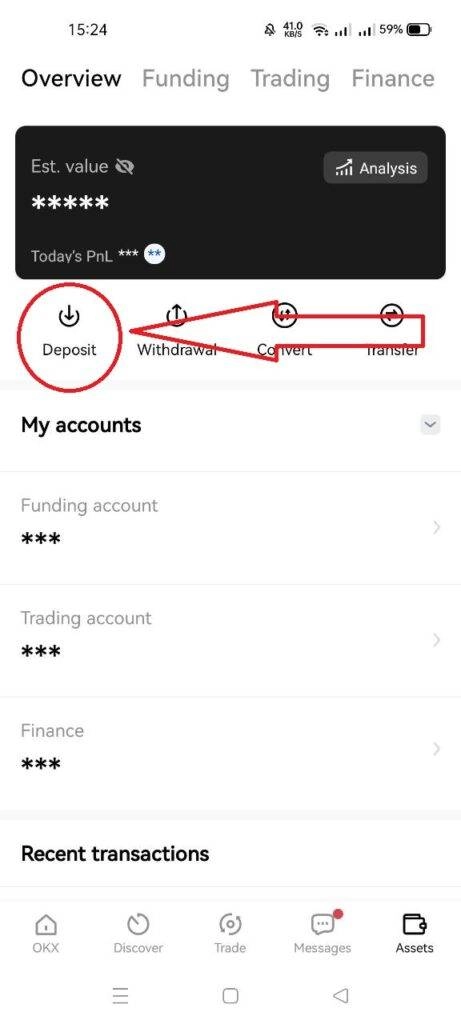 15:24 41.0 KB/S 59%
Overview Funding Trading Finance
Est. value Analysis
*****
Today's PnL *** **
Deposit Withdrawal Convert Transfer
My accounts
Funding account
***
Trading account
***
Finance
***
Recent transactions
OKX Discover Trade Messages Assets